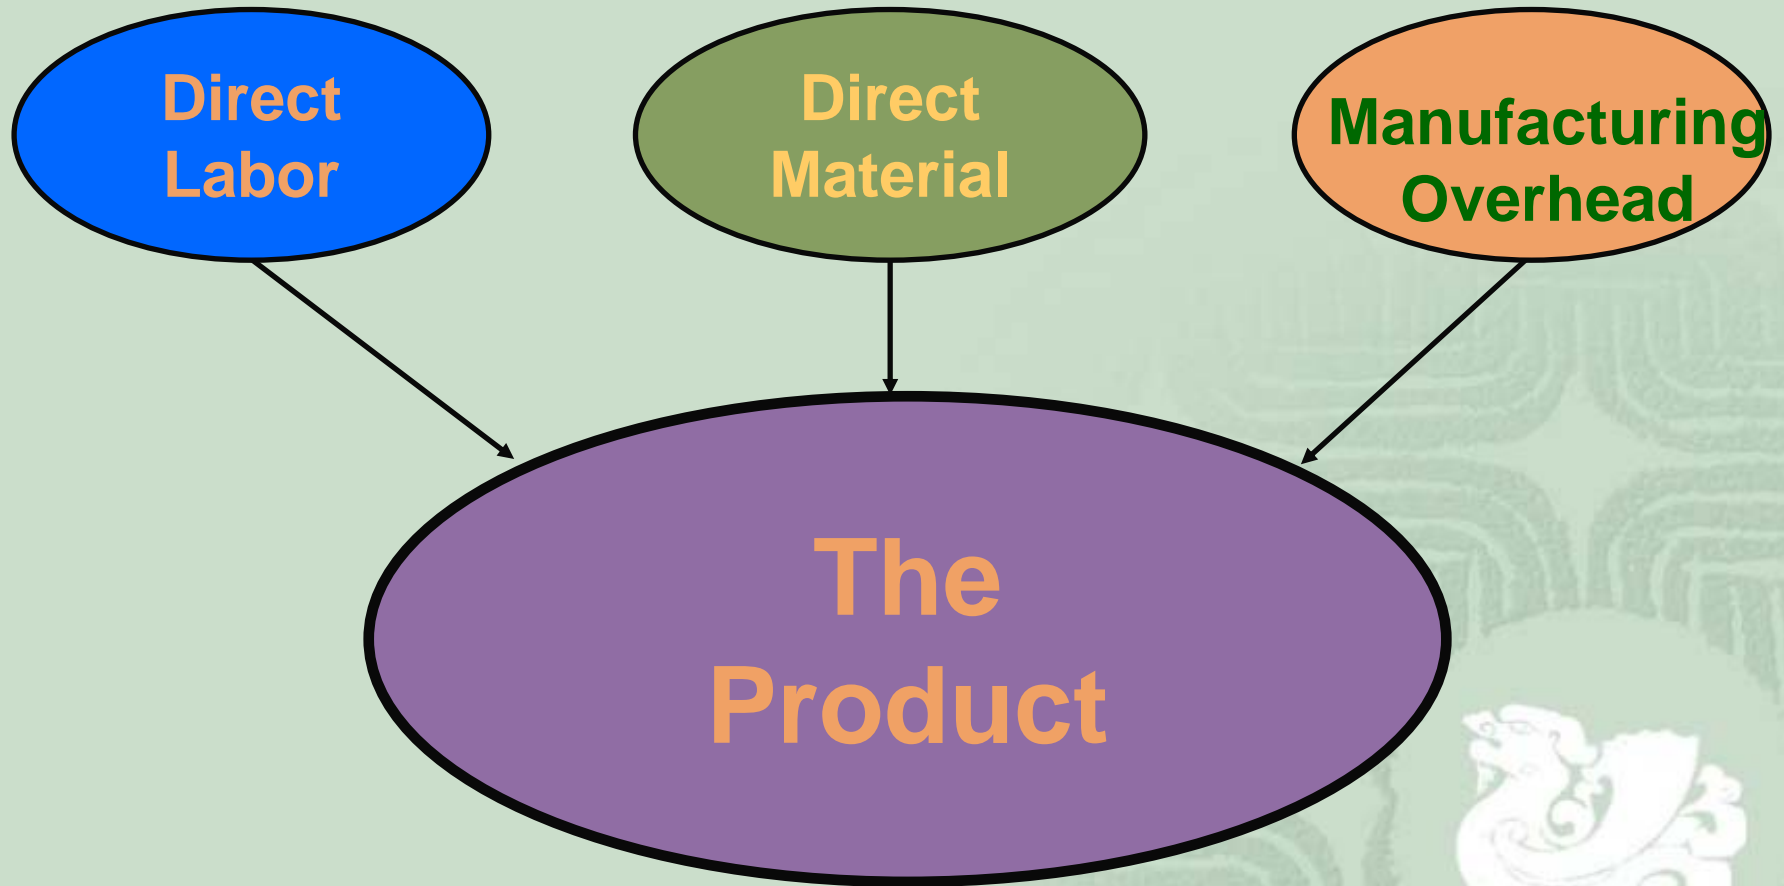 Direct
Labor
Direct
Material
Manufacturing
Overhead
The
Product